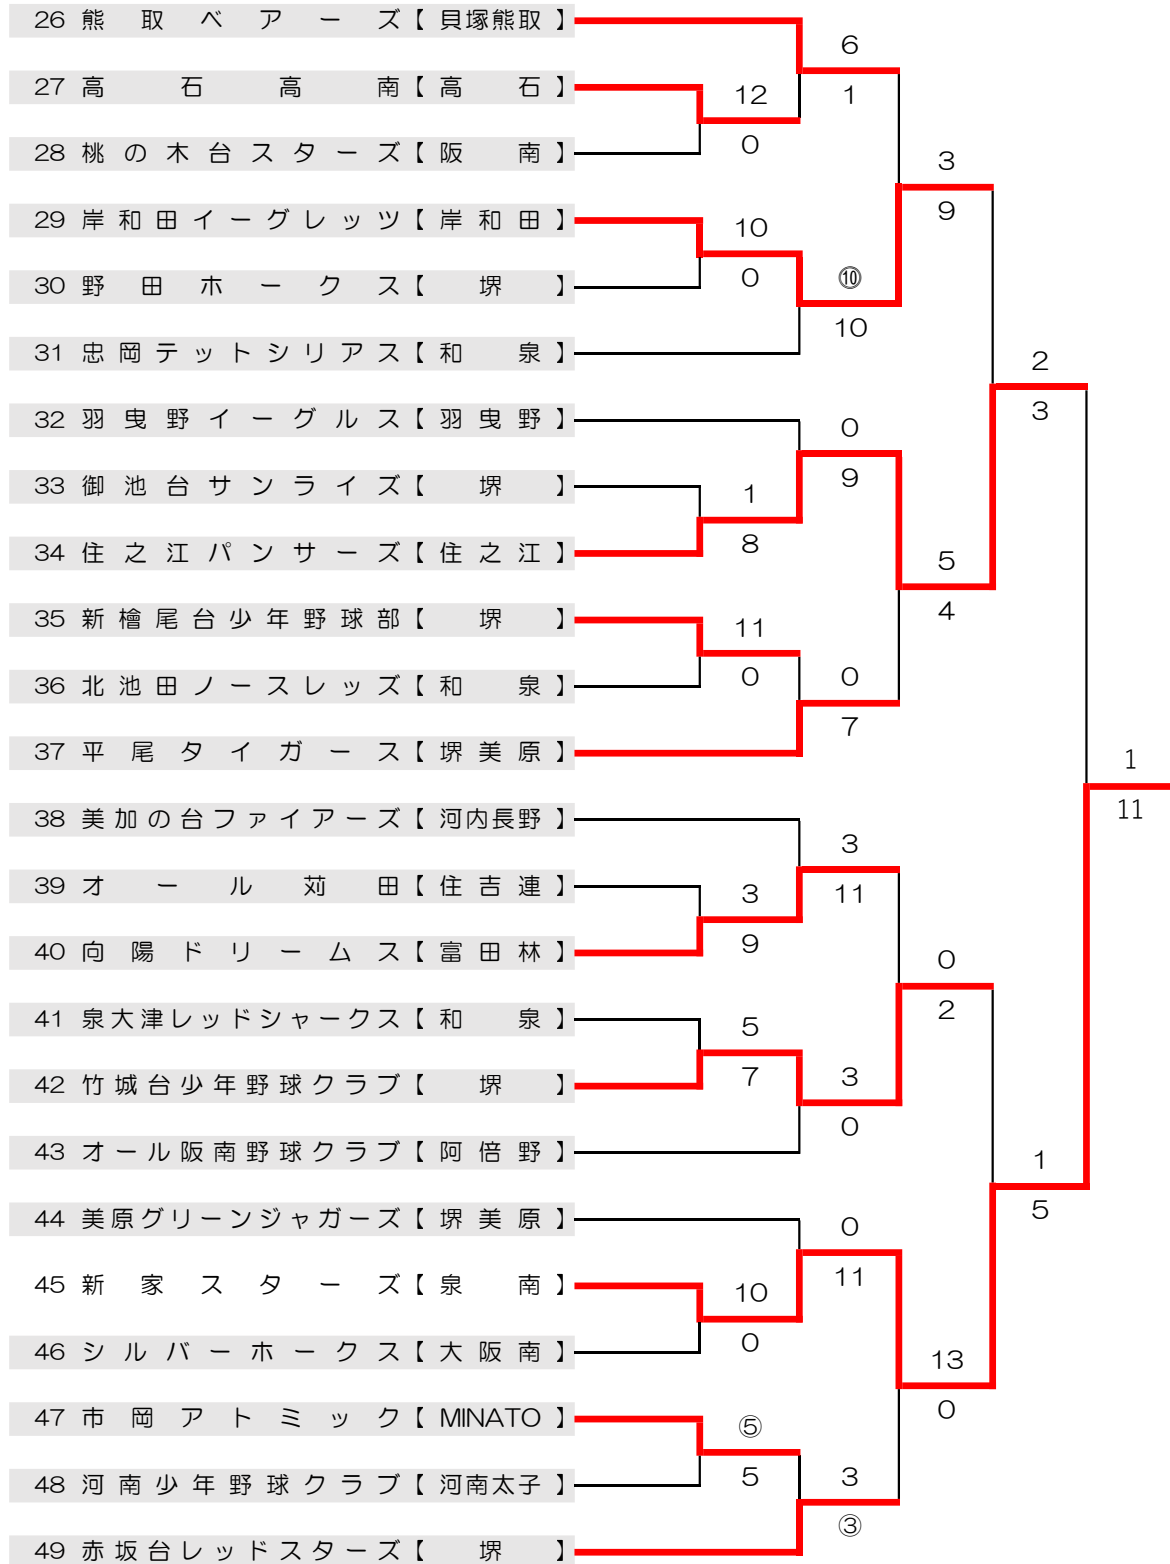 26 熊取ベアーズ【貝塚熊取】
6
27 高石高南【高石】
12
1
28 桃の木台スターズ【阪南】
0
3
29 岸和田イーグレッツ【岸和田】
10
9
30 野田ホークス【堺】
0
⑩
10
31 忠岡テットシリアス【和泉】
2
32 羽曳野イーグルス【羽曳野】
0
3
33 御池台サンライズ【堺】
1
9
34 住之江パンサーズ【住之江】
8
5
35 新檜尾台少年野球部【堺】
11
4
36 北池田ノースレッズ【和泉】
0
0
7
37 平尾タイガース【堺美原】
1
38 美加の台ファイアーズ【河内長野】
11
3
39 オール苅田【住吉連】
3
11
40 向陽ドリームス【富田林】
9
0
41 泉大津レッドシャークス【和泉】
5
2
42 竹城台少年野球クラブ【堺】
7
3
0
43 オール阪南野球クラブ【阿倍野】
1
44 美原グリーンジャガーズ【堺美原】
0
5
45 新家スターズ【泉南】
10
11
46 シルバーホークス【大阪南】
0
13
47 市岡アトミック【MINATO】
⑤
0
48 河南少年野球クラブ【河南太子】
5
3
③
49 赤坂台レッドスターズ【堺】